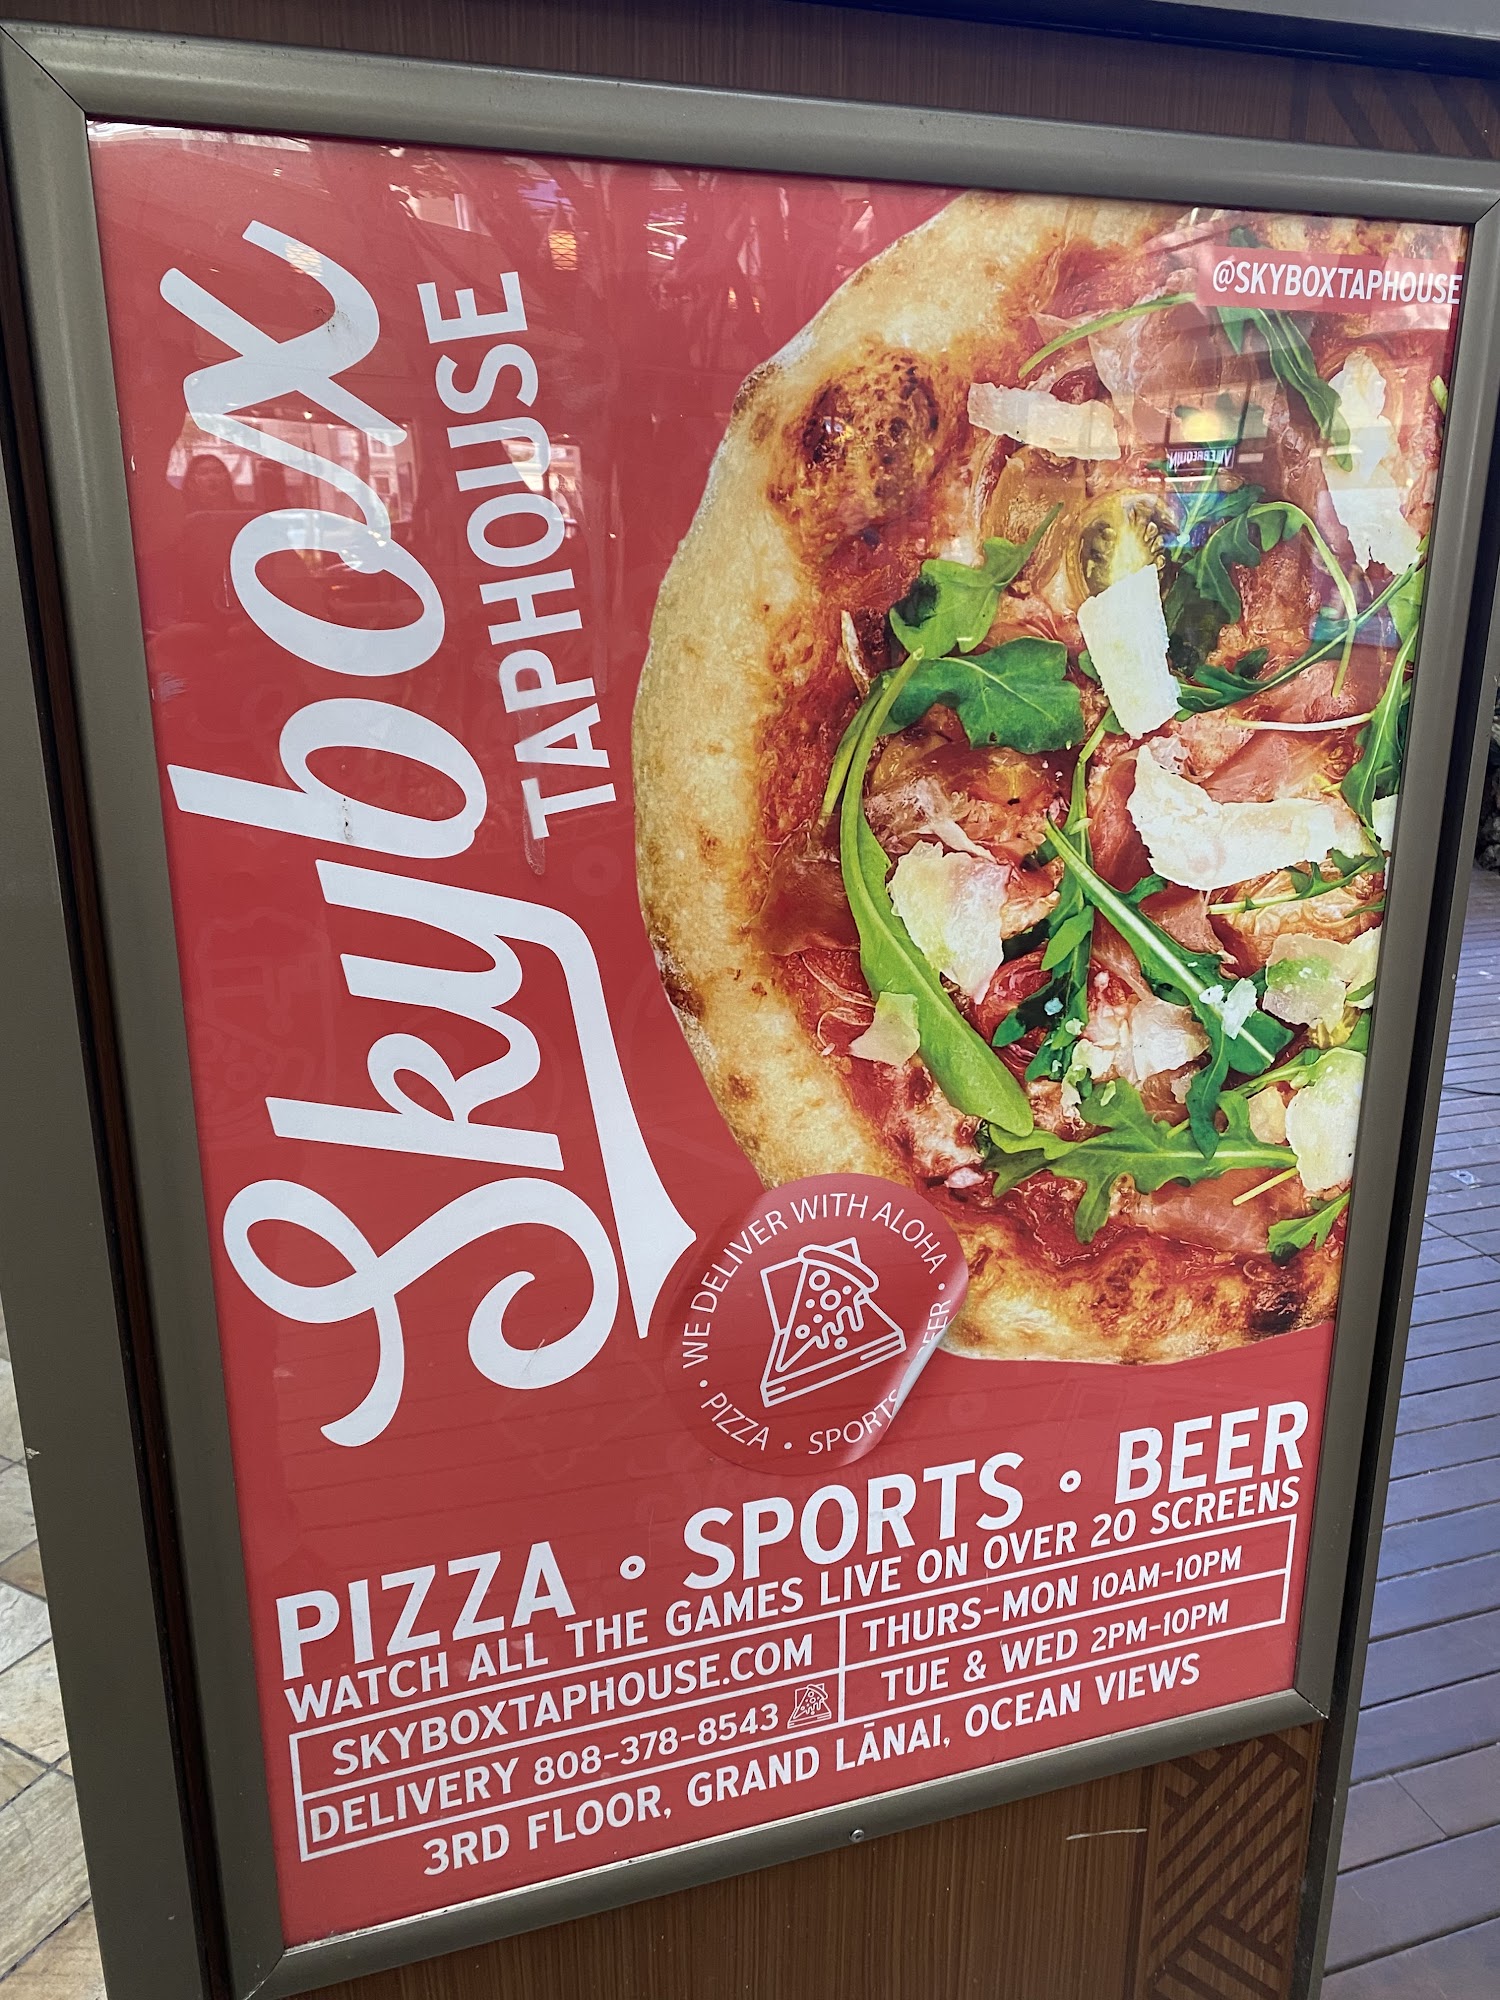 Skybox
TAPHOUSE
@SKYBOXTAPHOUSE
VILEBREQUIN
• WE DELIVER WITH ALOHA •
PIZZA • SPORTS
PIZZA ∘ SPORTS ∘ BEER
WATCH ALL THE GAMES LIVE ON OVER 20 SCREENS
SKYBOXTAPHOUSE.COM
DELIVERY 808-378-8543
THURS-MON 10AM-10PM
TUE & WED 2PM-10PM
3RD FLOOR, GRAND LĀNAI, OCEAN VIEWS